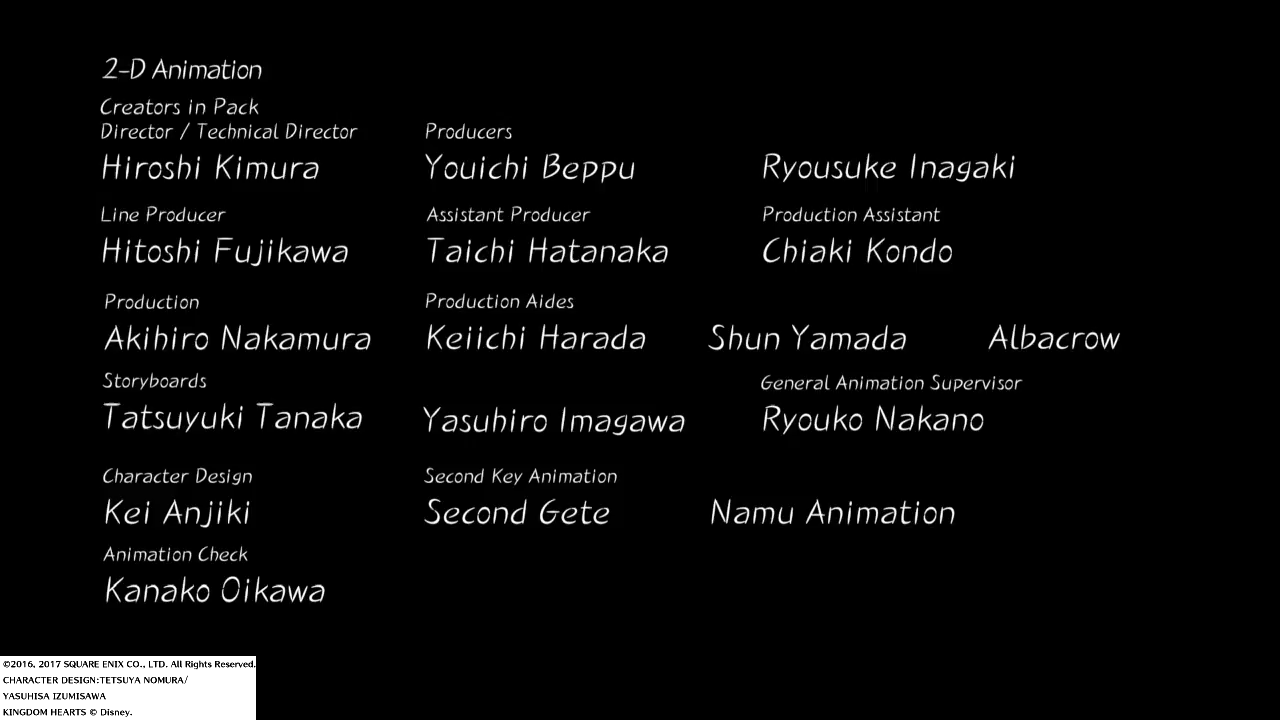 2-D Animation
Creators in Pack
Director / Technical Director Producers
Hiroshi Kimura Youichi Beppu Ryousuke Inagaki
Line Producer Assistant Producer Production Assistant
Hitoshi Fujikawa Taichi Hatanaka Chiaki Kondo
Production Production Aides
Akihiro Nakamura Keiichi Harada Shun Yamada Albacrow
Storyboards General Animation Supervisor
Tatsuyuki Tanaka Yasuhiro Imagawa Ryouko Nakano
Character Design Second Key Animation
Kei Anjiki Second Gete Namu Animation
Animation Check
Kanako Oikawa
©2016, 2017 SQUARE ENIX CO., LTD. All Rights Reserved.
CHARACTER DESIGN:TETSUYA NOMURA/
YASUHISA IZUMISAWA
KINGDOM HEARTS © Disney.